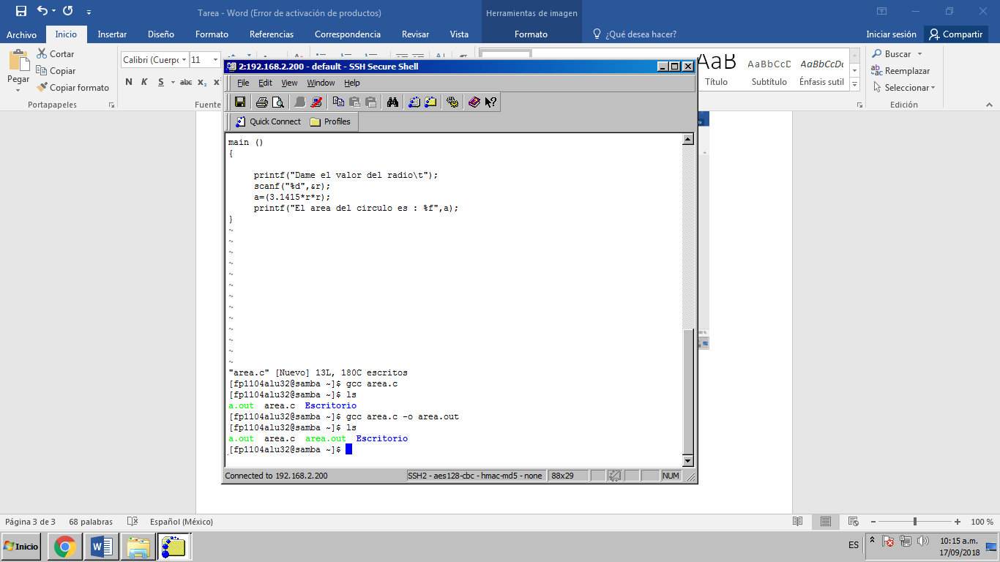 Tarea - Word (Error de activación de productos)
Herramientas de imagen
Archivo Inicio Insertar Diseño Formato Referencias Correspondencia Revisar Vista Formato ¿Qué desea hacer? Iniciar sesión Compartir
Pegar
Cortar
Copiar
Copiar formato
Portapapeles
Calibri (Cuerpo 11
N K S abc x₂ x
Fuente
AaB
Título
AaBbCcD
Subtítulo
AaBbCcDc
Énfasis sutil
Buscar
Reemplazar
Seleccionar
Edición
2:192.168.2.200 - default - SSH Secure Shell
File Edit View Window Help
Quick Connect Profiles
main ()
{
printf("Dame el valor del radio\t");
scanf("%d",&r);
a=(3.1415*r*r);
printf("El area del circulo es : %f",a);
}
~
~
~
~
~
~
~
~
~
~
~
~
~
"area.c" [Nuevo] 13L, 180C escritos
[fp1104alu32@samba ~]$ gcc area.c
[fp1104alu32@samba ~]$ ls
a.out area.c Escritorio
[fp1104alu32@samba ~]$ gcc area.c -o area.out
[fp1104alu32@samba ~]$ ls
a.out area.c area.out Escritorio
[fp1104alu32@samba ~]$
Connected to 192.168.2.200 SSH2 - aes128-cbc - hmac-md5 - none 88x29 NUM
Página 3 de 3 68 palabras Español (México) 100 %
Inicio
ES
10:15 a.m.
17/09/2018